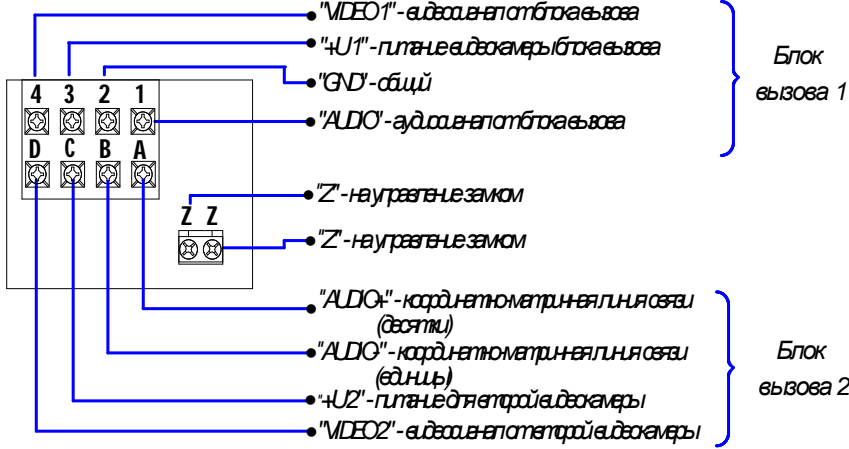 "VIDEO1" - видеосигнал от блока вызова
"+U1" - питание видеокамеры блока вызова
"GND" - общий
"AUDIO" - аудиосигнал от блока вызова
Блок
вызова 1
4 3 2 1
D C B A
Z Z
"Z" - на управление замком
"Z" - на управление замком
"AUDIO+" - координатно-матричная линия связи
(десятки)
"AUDIO-" - координатно-матричная линия связи
(единицы)
"+U2" - питание для второй видеокамеры
"VIDEO2" - видеосигнал от второй видеокамеры
Блок
вызова 2